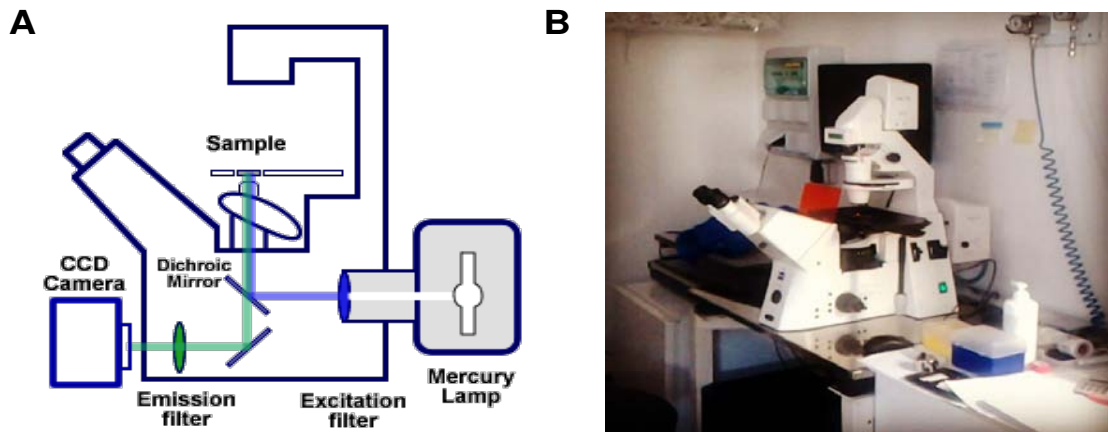 A
B
Sample
CCD
Camera
Dichroic
Mirror
Emission
filter
Excitation
filter
Mercury
Lamp